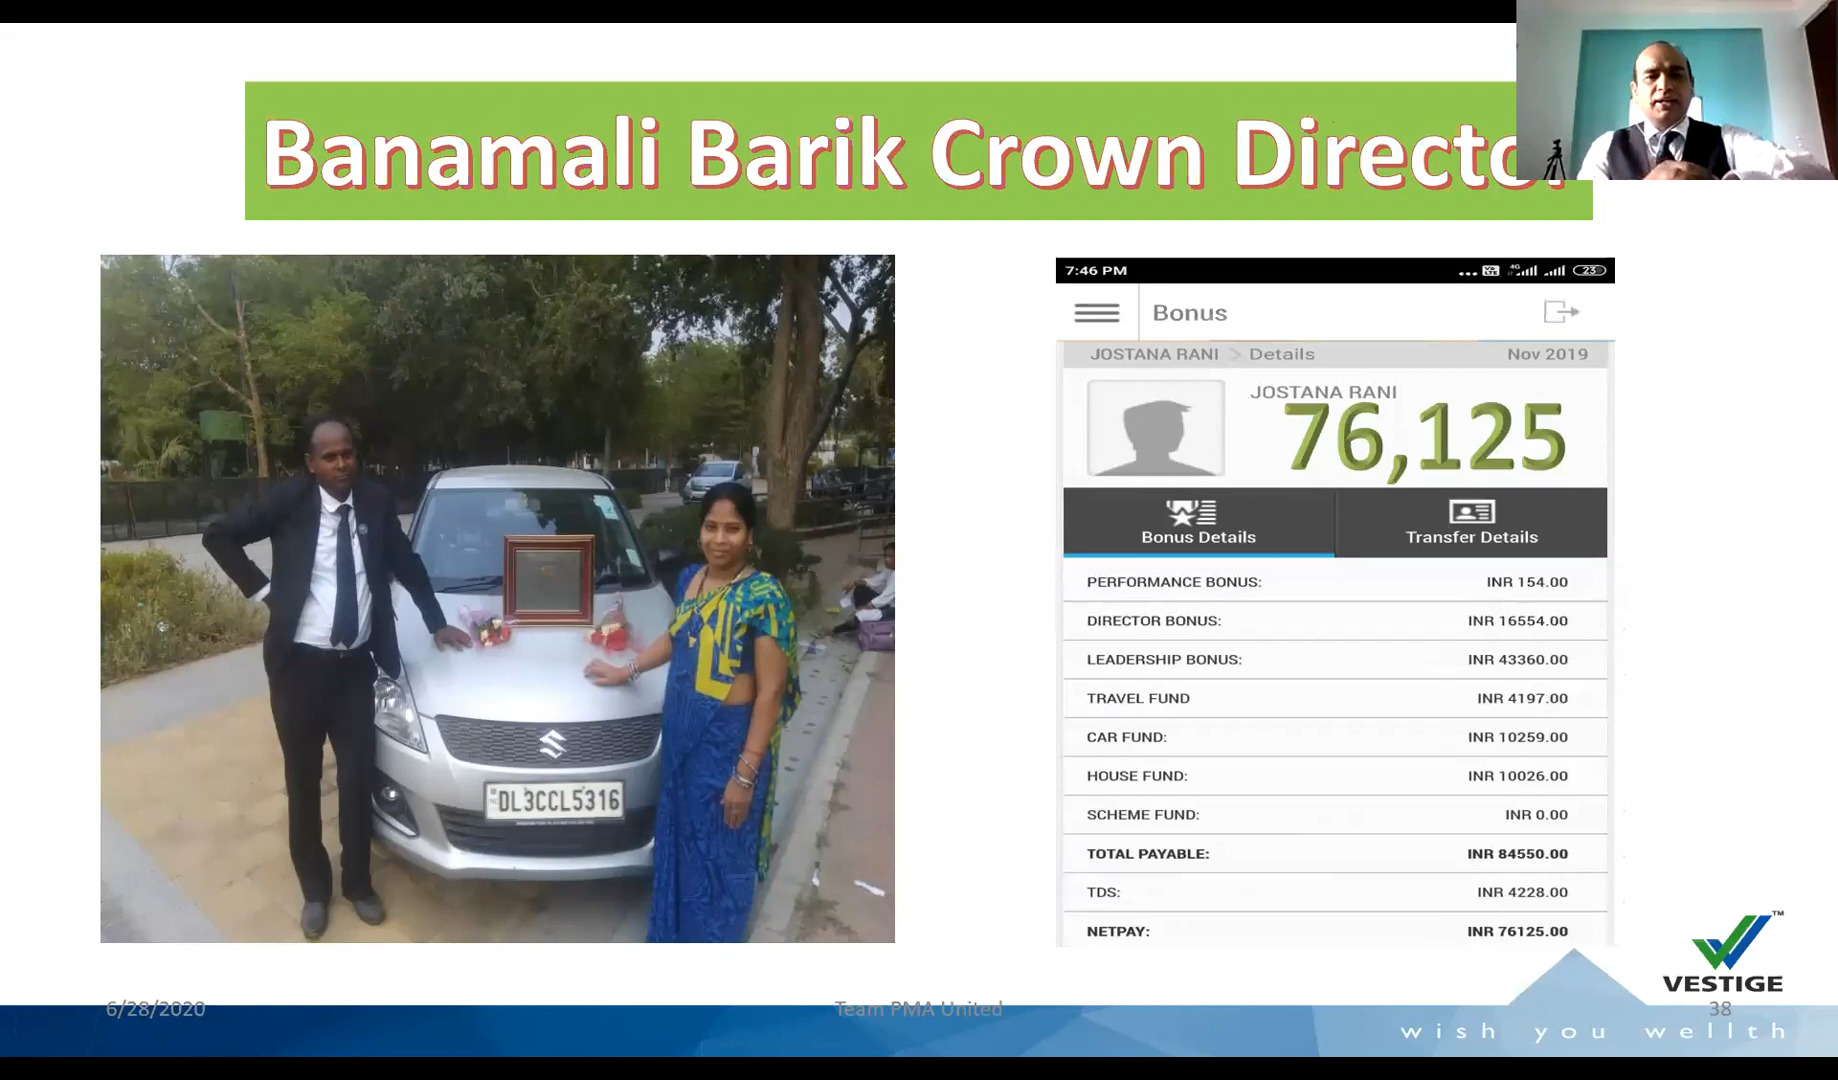 Banamali Barik Crown Director
7:46 PM
4G
23
Bonus
JOSTANA RANI > Details Nov 2019
JOSTANA RANI
76,125
Bonus Details Transfer Details
PERFORMANCE BONUS: INR 154.00
DIRECTOR BONUS: INR 16554.00
LEADERSHIP BONUS: INR 43360.00
TRAVEL FUND INR 4197.00
CAR FUND: INR 10259.00
HOUSE FUND: INR 10026.00
SCHEME FUND: INR 0.00
TOTAL PAYABLE: INR 84550.00
TDS: INR 4228.00
NETPAY: INR 76125.00
DL3CCL5316
VESTIGE™
6/28/2020 Team PMA United 38
wish you wellth